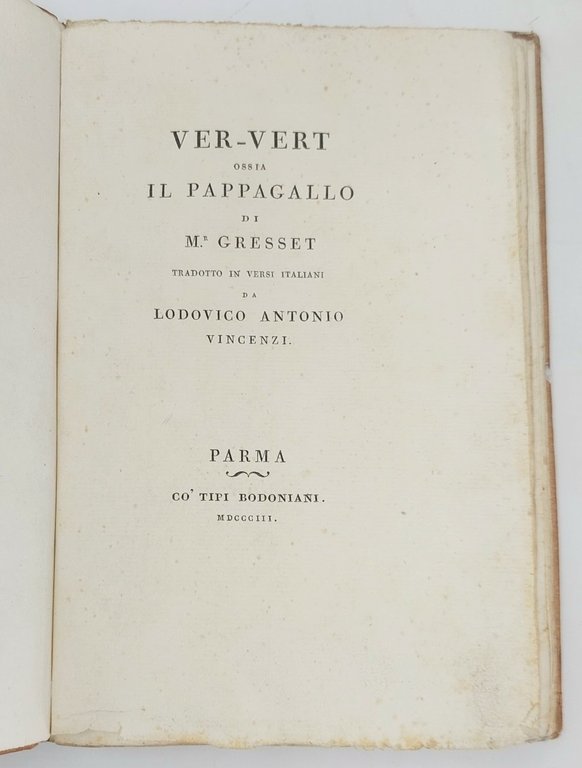 VER-VERT
OSSIA
IL PAPPAGALLO
DI
M.R GRESSET
TRADOTTO IN VERSI ITALIANI
DA
LODOVICO ANTONIO
VINCENZI.
PARMA
CO' TIPI BODONIANI.
MDCCCIII.